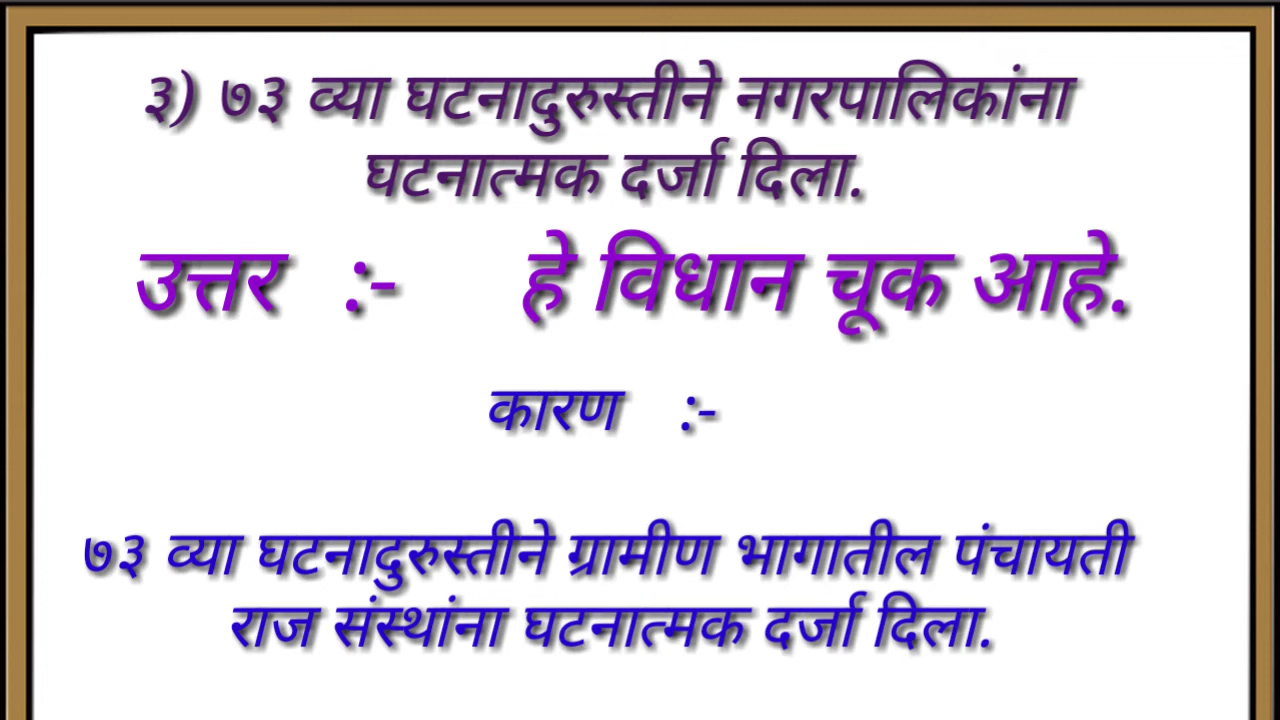 ३) ७३ व्या घटनादुरुस्तीने नगरपालिकांना
घटनात्मक दर्जा दिला.
उत्तर :- हे विधान चूक आहे.
कारण :-
७३ व्या घटनादुरुस्तीने ग्रामीण भागातील पंचायती
राज संस्थांना घटनात्मक दर्जा दिला.